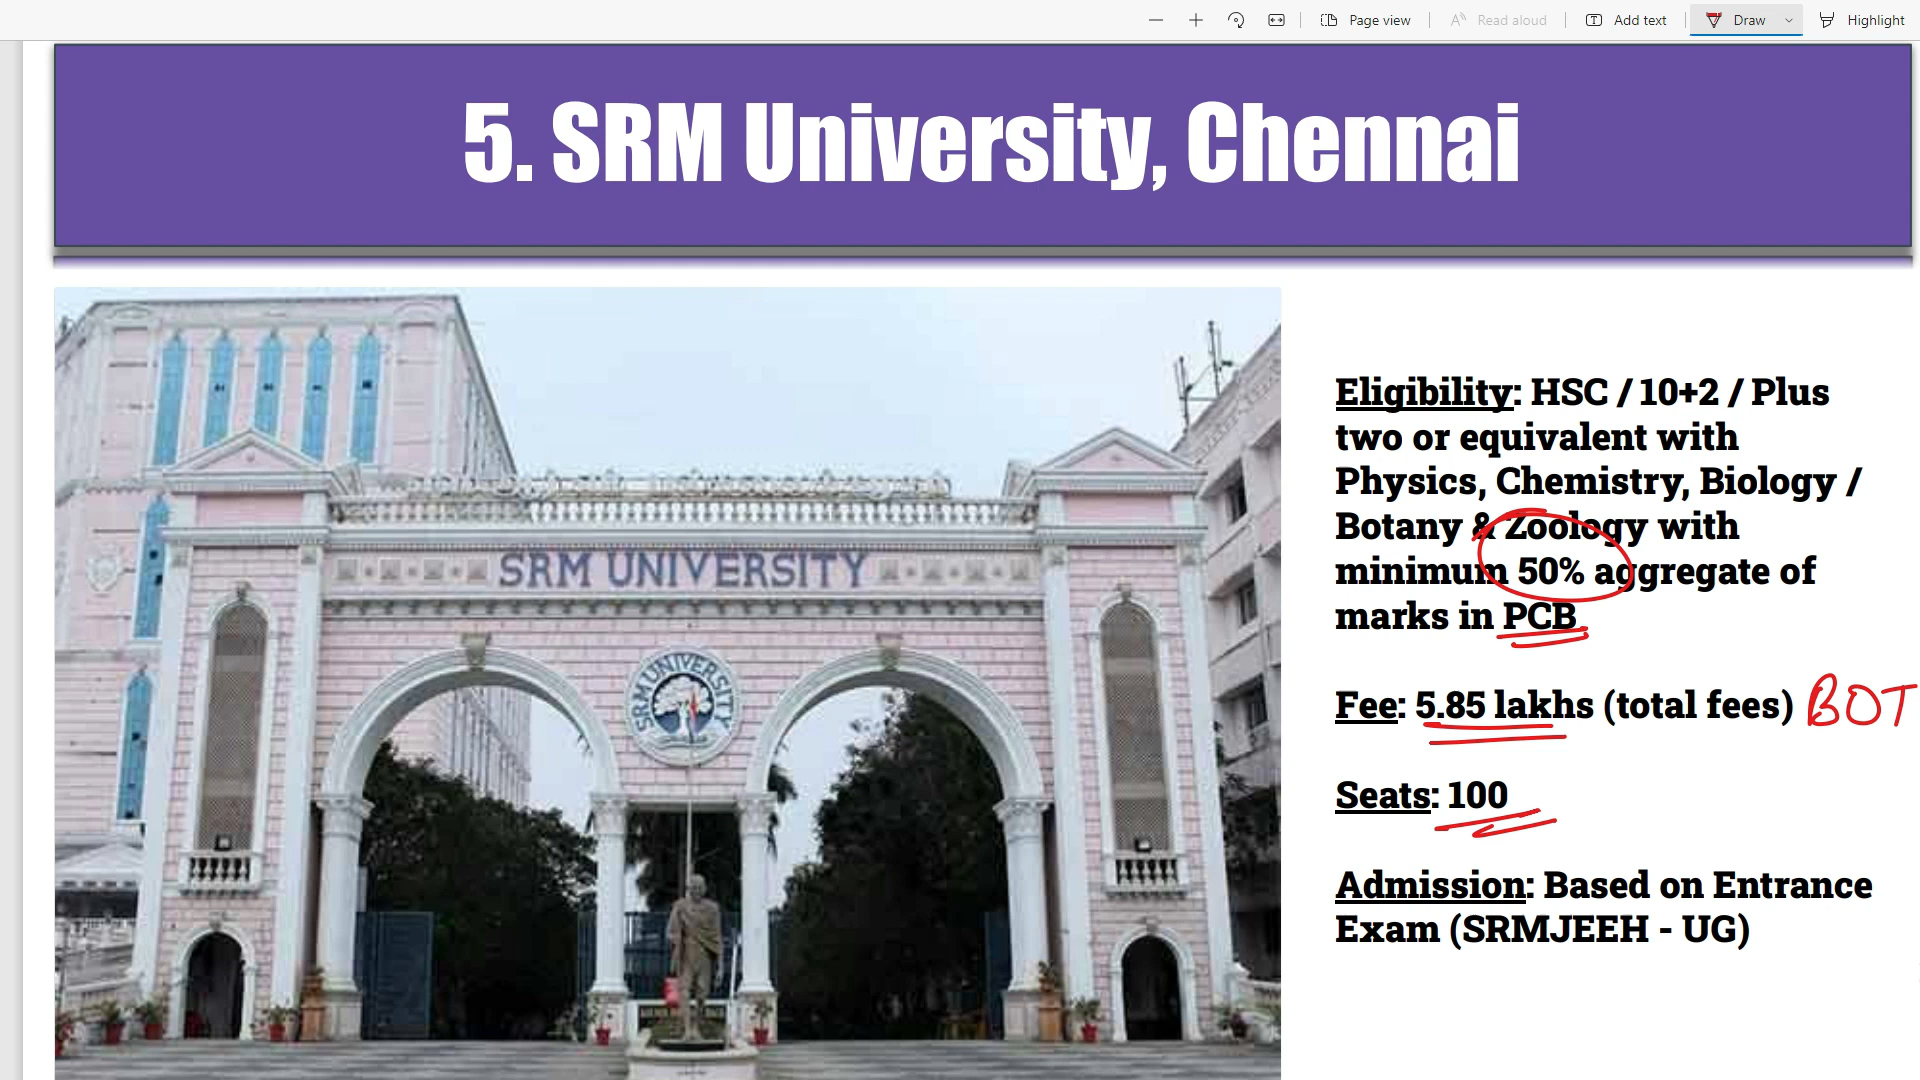 Page view
Read aloud
Add text
Draw
Highlight
5. SRM University, Chennai
SRM UNIVERSITY
SRM UNIVERSITY
Eligibility: HSC / 10+2 / Plus
two or equivalent with
Physics, Chemistry, Biology /
Botany & Zoology with
minimum 50% aggregate of
marks in PCB
Fee: 5.85 lakhs (total fees) BOT
Seats: 100
Admission: Based on Entrance
Exam (SRMJEEH - UG)